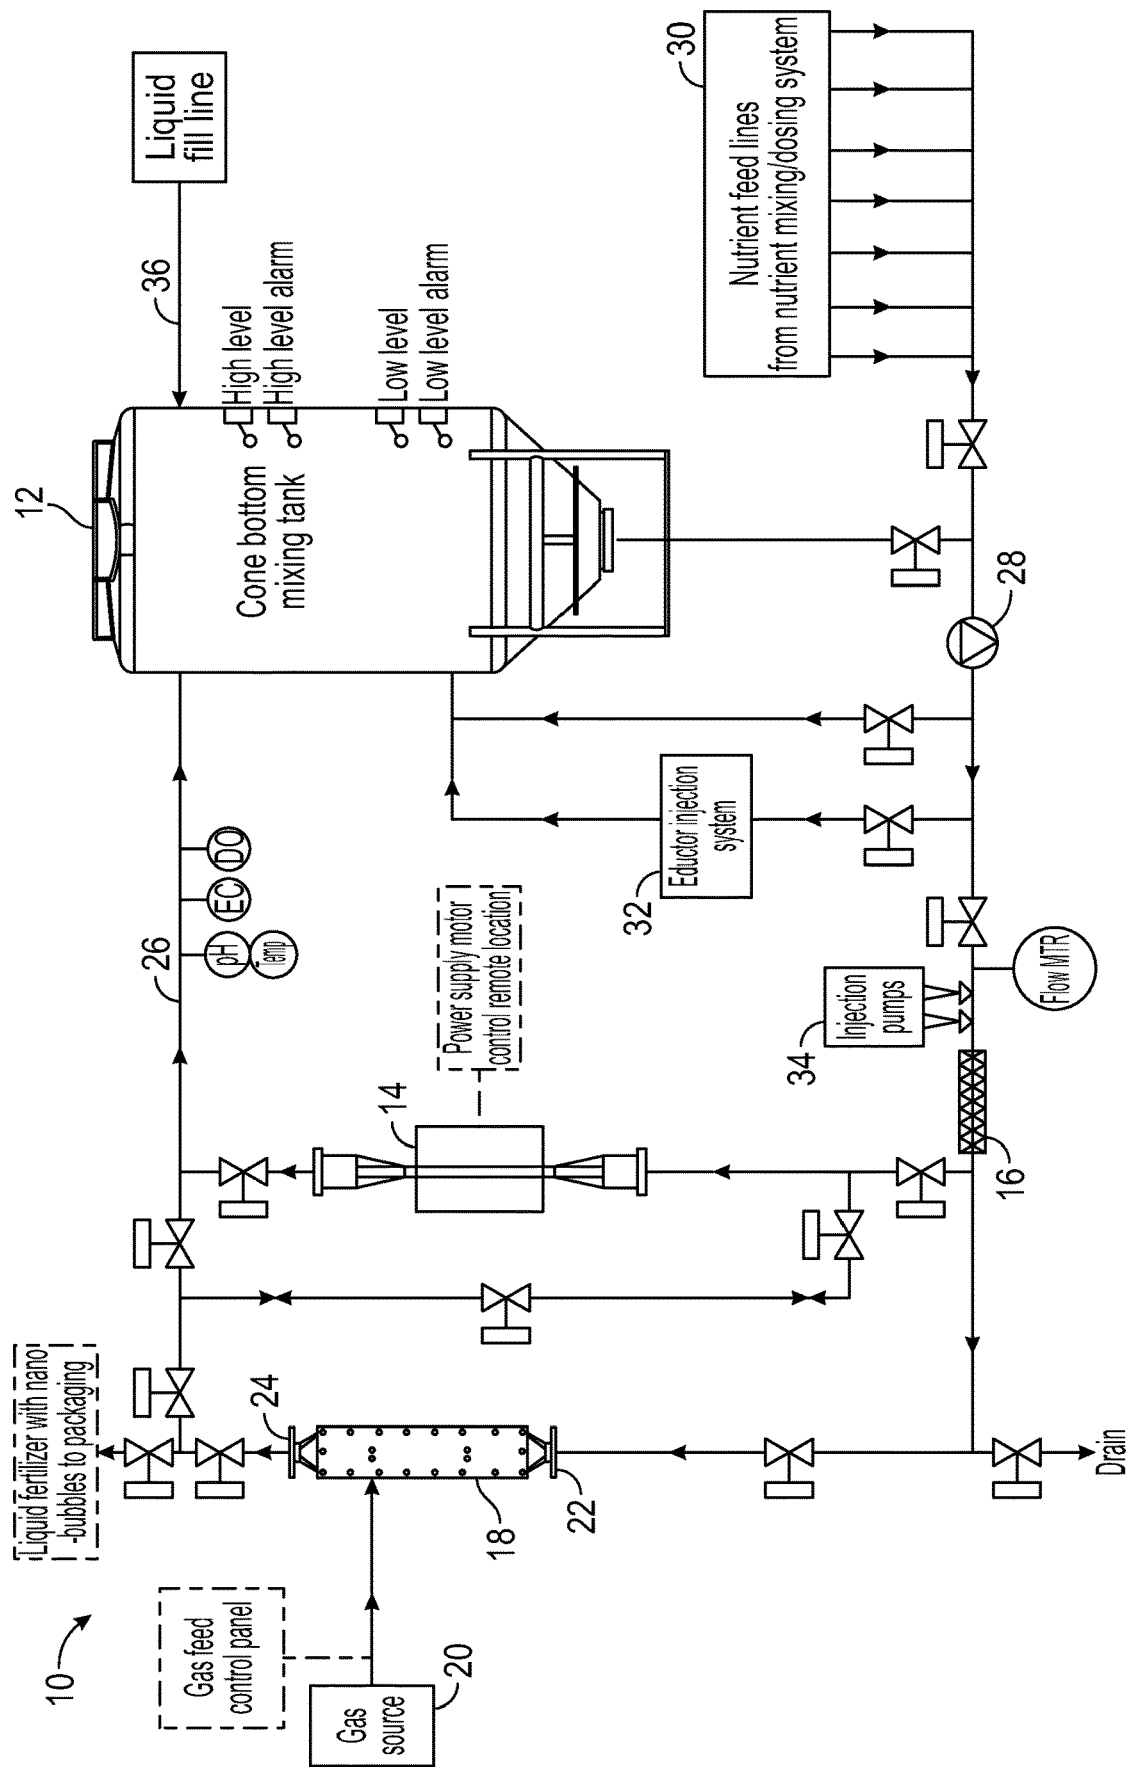 10
Liquid fertilizer with nano
-bubbles to packaging
Gas feed
control panel
Gas
source
20
24
18
22
Drain
26
pH
Temp
EC
DO
14
Power supply motor
control remote location
16
34
Injection
pumps
Flow MTR
32
Eductor injection
system
28
12
Cone bottom
mixing tank
High level
High level alarm
Low level
Low level alarm
36
Liquid
fill line
30
Nutrient feed lines
from nutrient mixing/dosing system